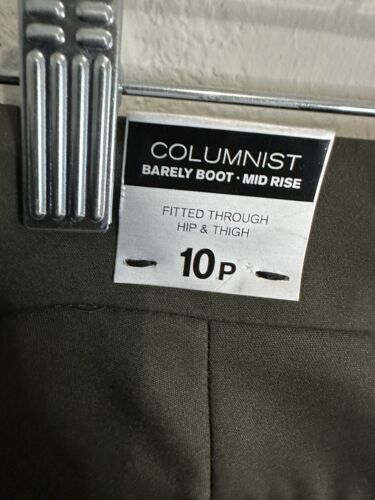 COLUMNIST
BARELY BOOT · MID RISE
FITTED THROUGH
HIP & THIGH
10P